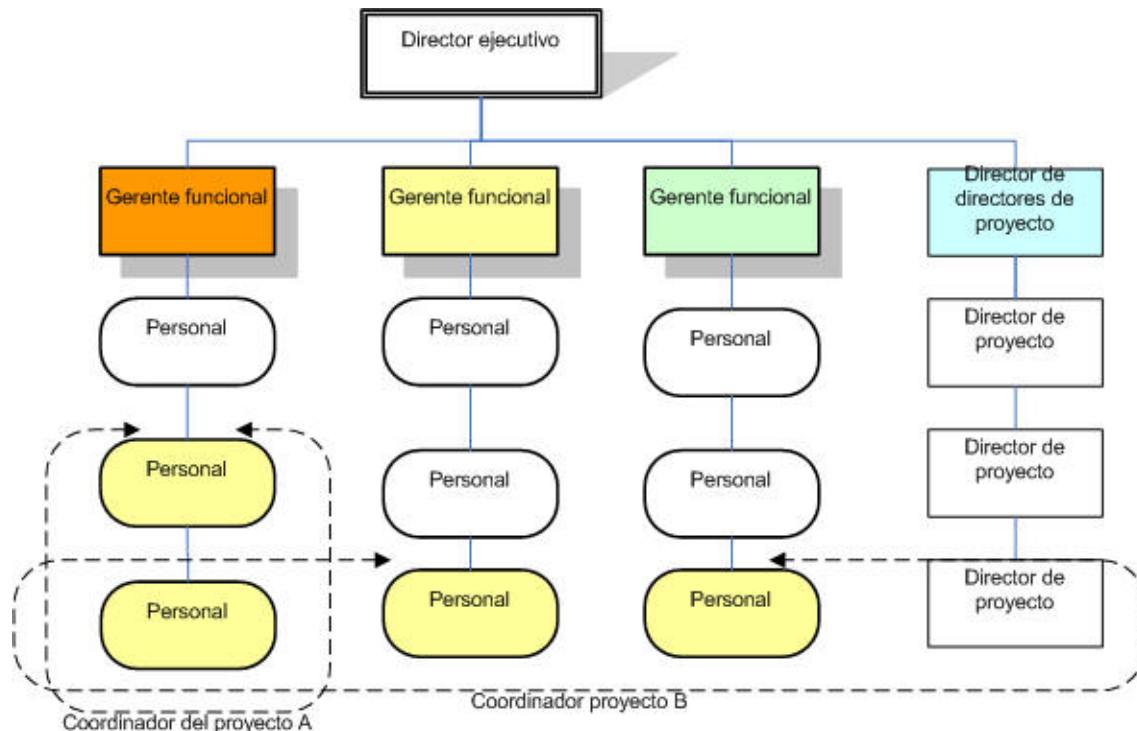 Director ejecutivo
Gerente funcional
Gerente funcional
Gerente funcional
Director de
directores de
proyecto
Personal
Personal
Personal
Director de
proyecto
Personal
Personal
Personal
Director de
proyecto
Personal
Personal
Personal
Director de
proyecto
Coordinador proyecto B
Coordinador del proyecto A